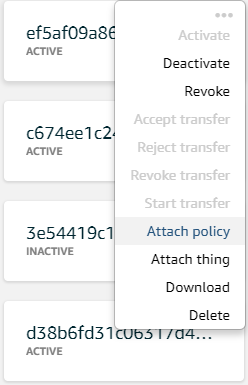 ef5af09a86
ACTIVE
c674ee1c24
ACTIVE
3e54419c1
INACTIVE
d38b6fd31c06317d4...
ACTIVE
Activate
Deactivate
Revoke
Accept transfer
Reject transfer
Revoke transfer
Start transfer
Attach policy
Attach thing
Download
Delete